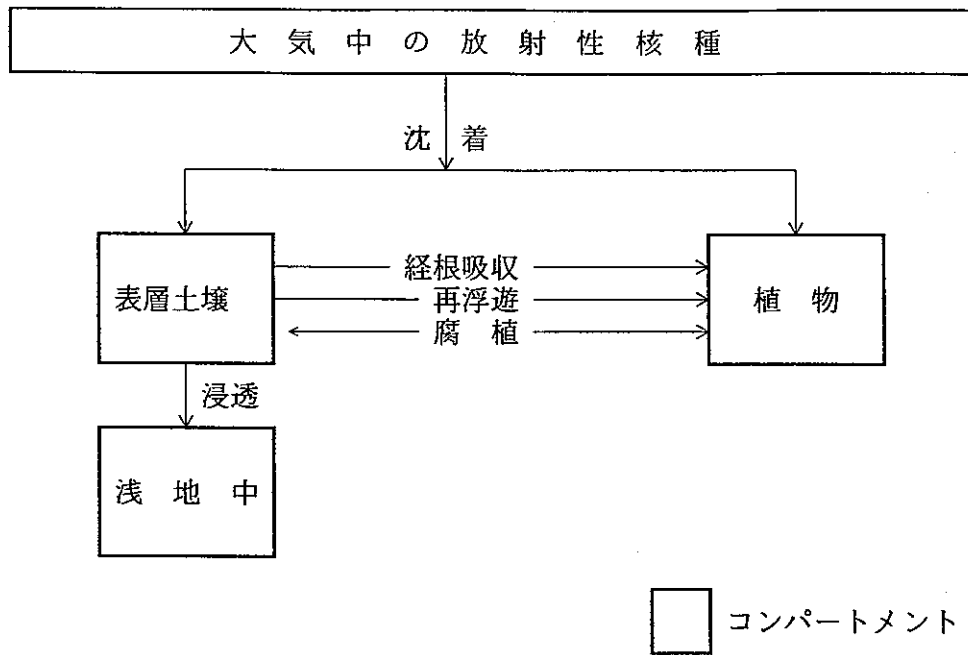 大気中の放射性核種
沈着
経根吸収
表層土壌
再浮遊
植物
腐植
浸透
浅地中
コンパートメント